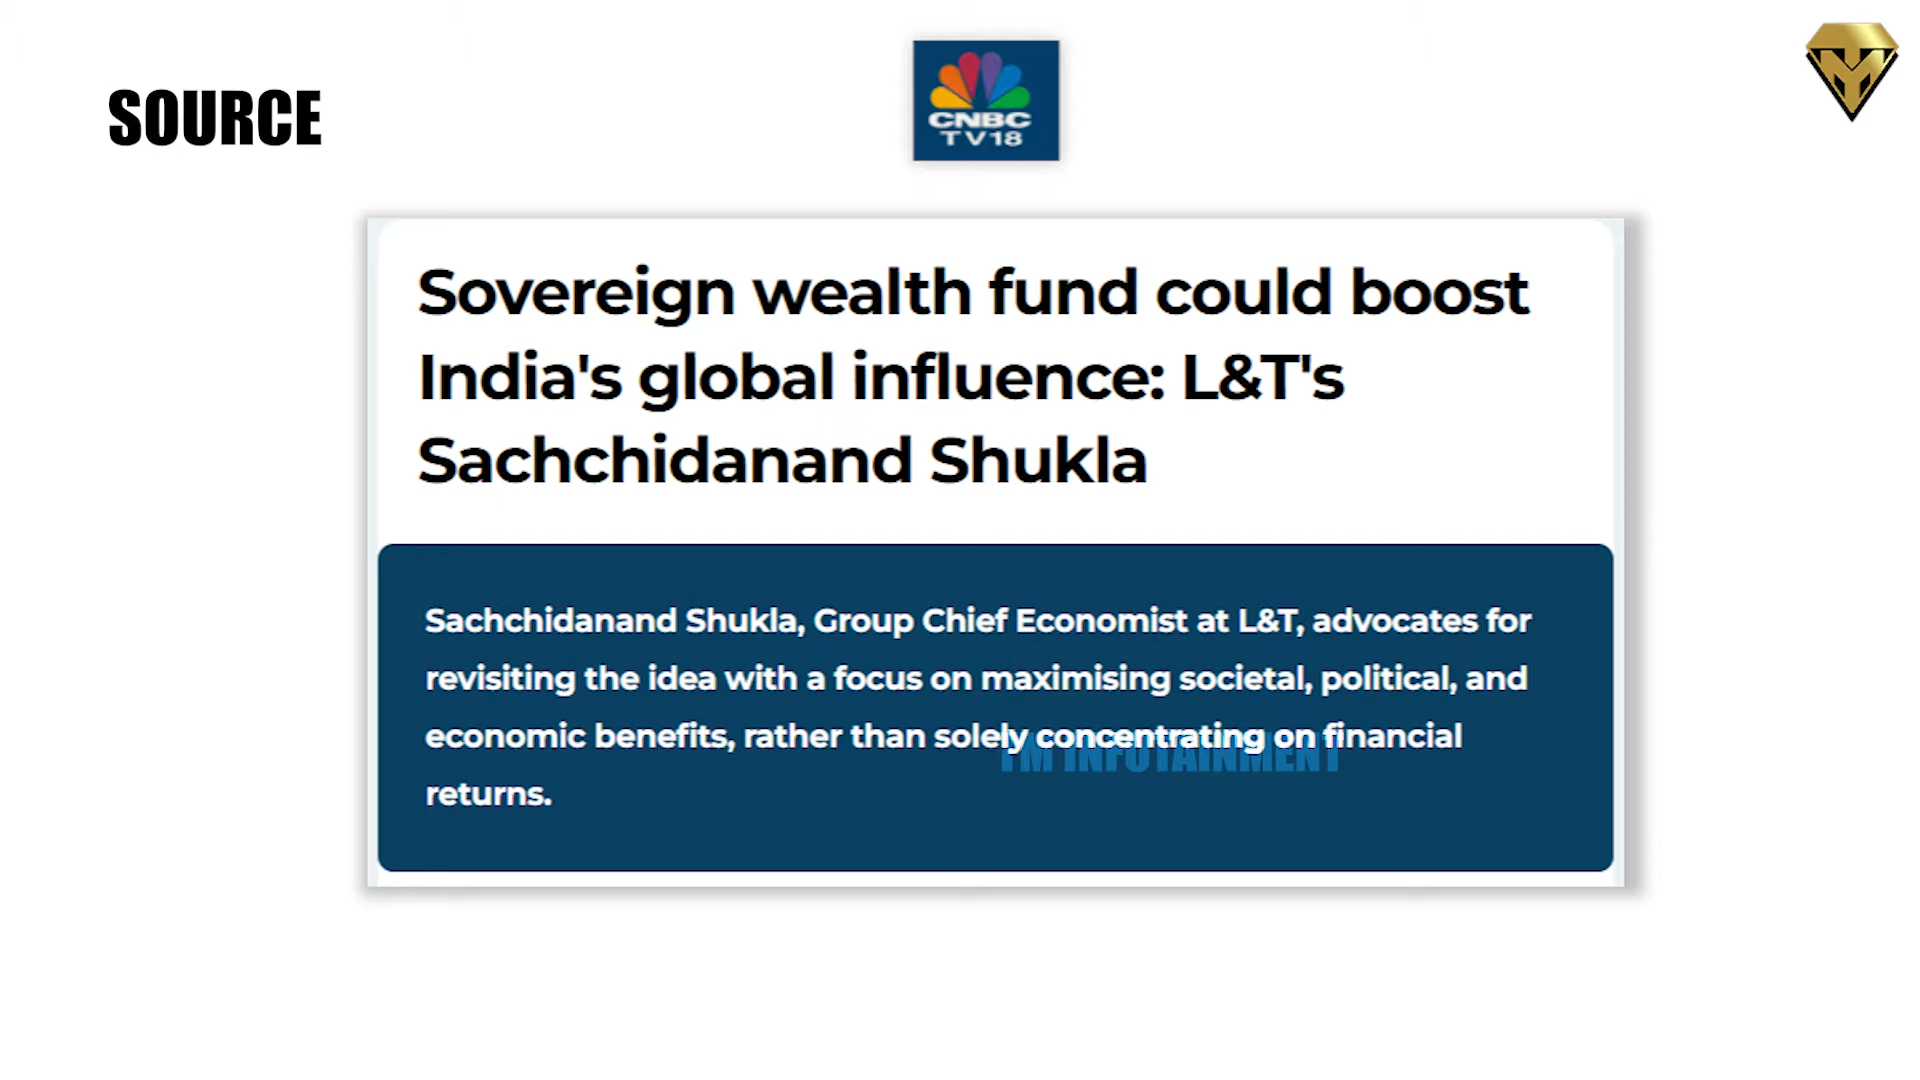 SOURCE
CNBC
TV18
Sovereign wealth fund could boost
India's global influence: L&T's
Sachchidanand Shukla
Sachchidanand Shukla, Group Chief Economist at L&T, advocates for
revisiting the idea with a focus on maximising societal, political, and
economic benefits, rather than solely concentrating on financial
I'M INFOTAINMENT
returns.